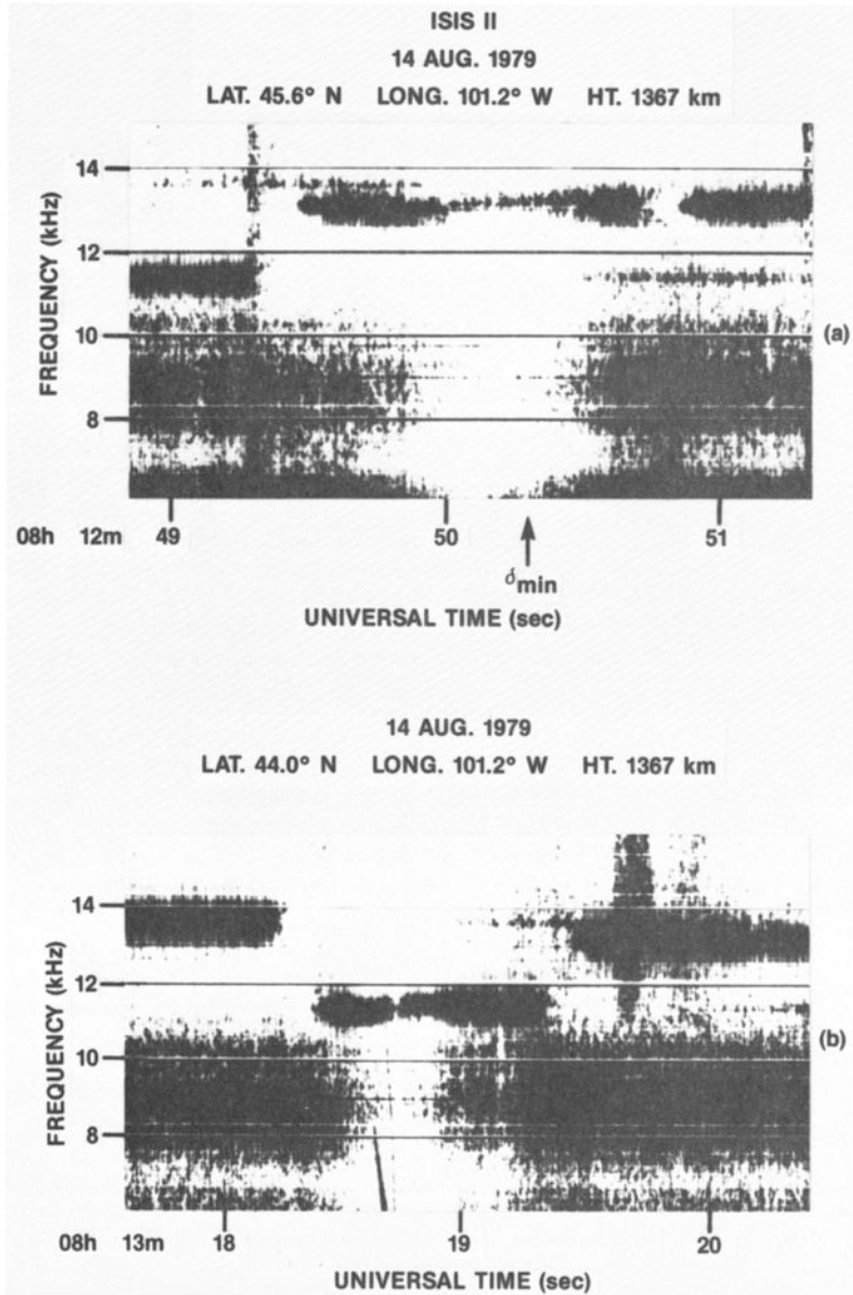 ISIS II
14 AUG. 1979
LAT. 45.6° N LONG. 101.2° W HT. 1367 km
FREQUENCY (kHz)
14
12
10
8
(a)
08h 12m 49 50 51
δmin
UNIVERSAL TIME (sec)
14 AUG. 1979
LAT. 44.0° N LONG. 101.2° W HT. 1367 km
FREQUENCY (kHz)
14
12
10
8
(b)
08h 13m 18 19 20
UNIVERSAL TIME (sec)